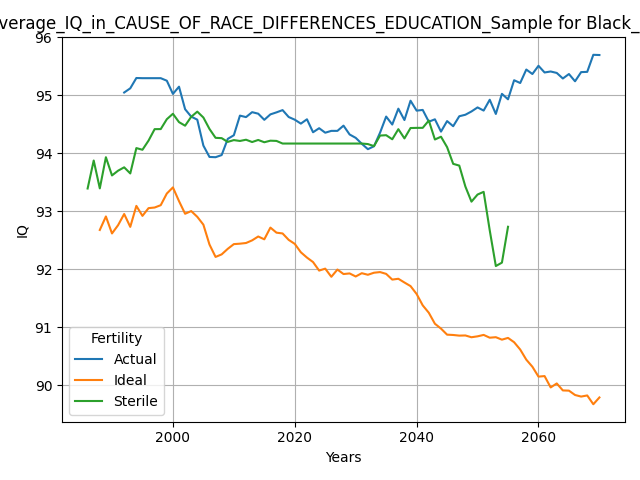 verage_IQ_in_CAUSE_OF_RACE_DIFFERENCES_EDUCATION_Sample for Black_
96
95
94
93
92
91
90
IQ
Fertility
Actual
Ideal
Sterile
2000
2020
2040
2060
Years